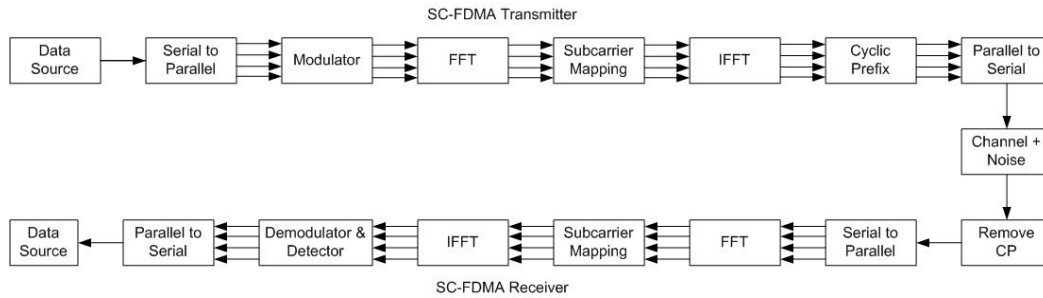 SC-FDMA Transmitter
Data
Source
Serial to
Parallel
Modulator
FFT
Subcarrier
Mapping
IFFT
Cyclic
Prefix
Parallel to
Serial
Channel +
Noise
Data
Source
Parallel to
Serial
Demodulator &
Detector
IFFT
Subcarrier
Mapping
FFT
Serial to
Parallel
Remove
CP
SC-FDMA Receiver